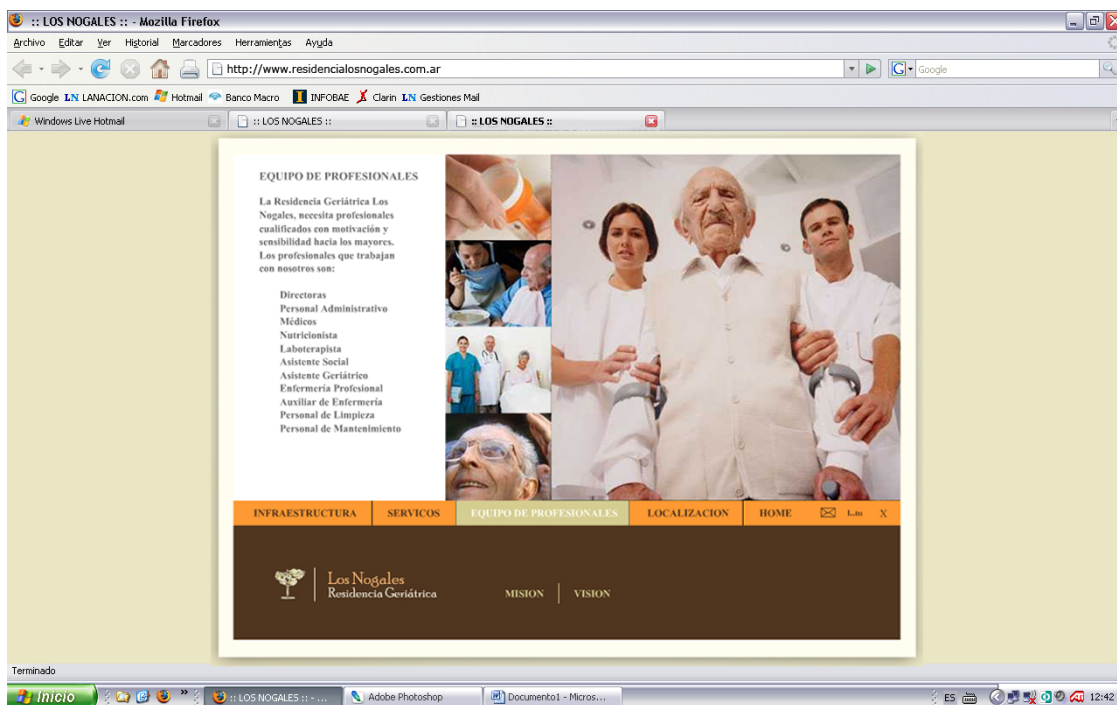 :: LOS NOGALES :: - Mozilla Firefox
Archivo Editar Ver Historial Marcadores Herramientas Ayuda
http://www.residencialosnogales.com.ar
Google
Google LN LANACION.com Hotmail Banco Macro INFOBAE Clarin LN Gestiones Mail
Windows Live Hotmail :: LOS NOGALES :: :: LOS NOGALES ::
EQUIPO DE PROFESIONALES
La Residencia Geriátrica Los
Nogales, necesita profesionales
cualificados con motivación y
sensibilidad hacia los mayores.
Los profesionales que trabajan
con nosotros son:
Directoras
Personal Administrativo
Médicos
Nutricionista
Laboterapista
Asistente Social
Asistente Geriátrico
Enfermería Profesional
Auxiliar de Enfermería
Personal de Limpieza
Personal de Mantenimiento
INFRAESTRUCTURA SERVICOS EQUIPO DE PROFESIONALES LOCALIZACION HOME X
Los Nogales
Residencia Geriátrica
MISION VISION
Terminado
Inicio :: LOS NOGALES :: - ... Adobe Photoshop Documento1 - Micros... ES 12:42